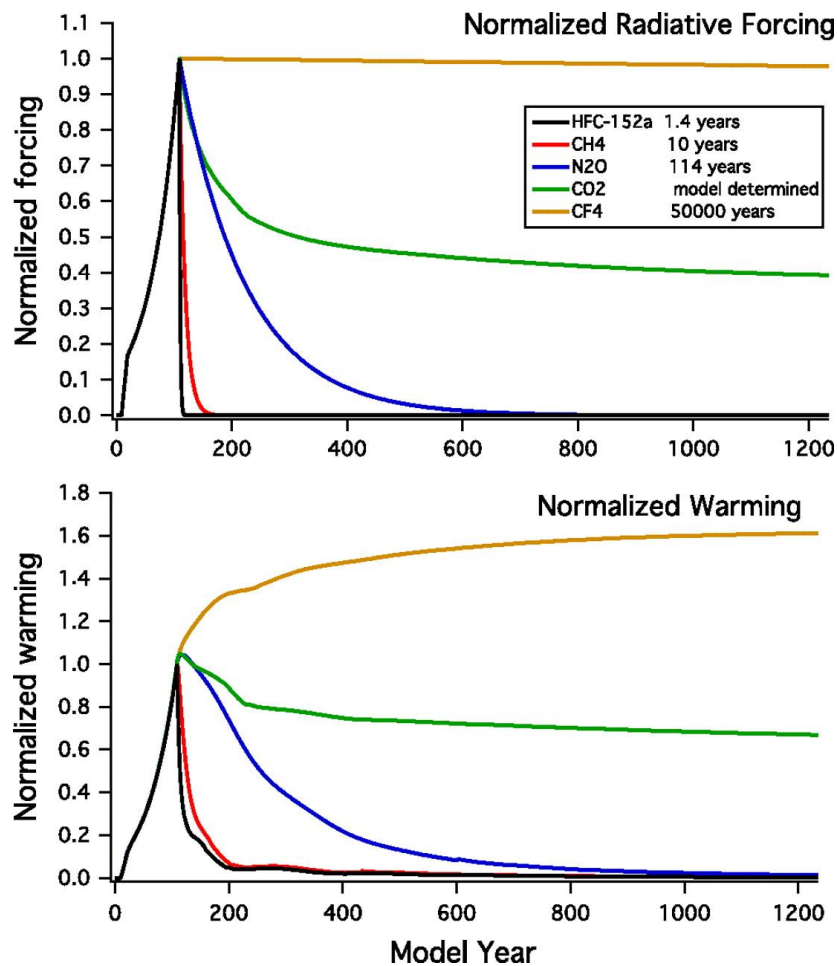 Normalized Radiative Forcing
1.1
1.0
0.9
0.8
0.7
0.6
0.5
0.4
0.3
0.2
0.1
0.0
Normalized forcing
HFC-152a 1.4 years
CH4 10 years
N2O 114 years
CO2 model determined
CF4 50000 years
0 200 400 600 800 1000 1200
Normalized Warming
1.8
1.6
1.4
1.2
1.0
0.8
0.6
0.4
0.2
0.0
Normalized warming
0 200 400 600 800 1000 1200
Model Year